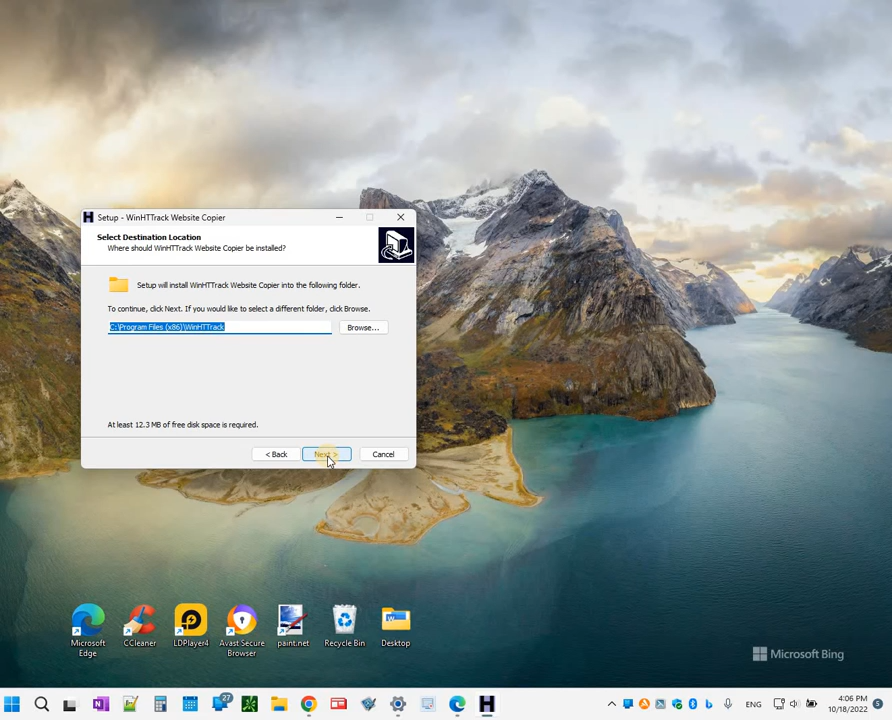 Setup - WinHTTrack Website Copier
Select Destination Location
Where should WinHTTrack Website Copier be installed?
Setup will install WinHTTrack Website Copier into the following folder.
To continue, click Next. If you would like to select a different folder, click Browse.
C:\Program Files (x86)\WinHTTrack
Browse...
At least 12.3 MB of free disk space is required.
< Back
Next >
Cancel
Microsoft
Edge
CCleaner
LDPlayer4
Avast Secure
Browser
paint.net
Recycle Bin
Desktop
Microsoft Bing
27
ENG
4:06 PM
10/18/2022
5